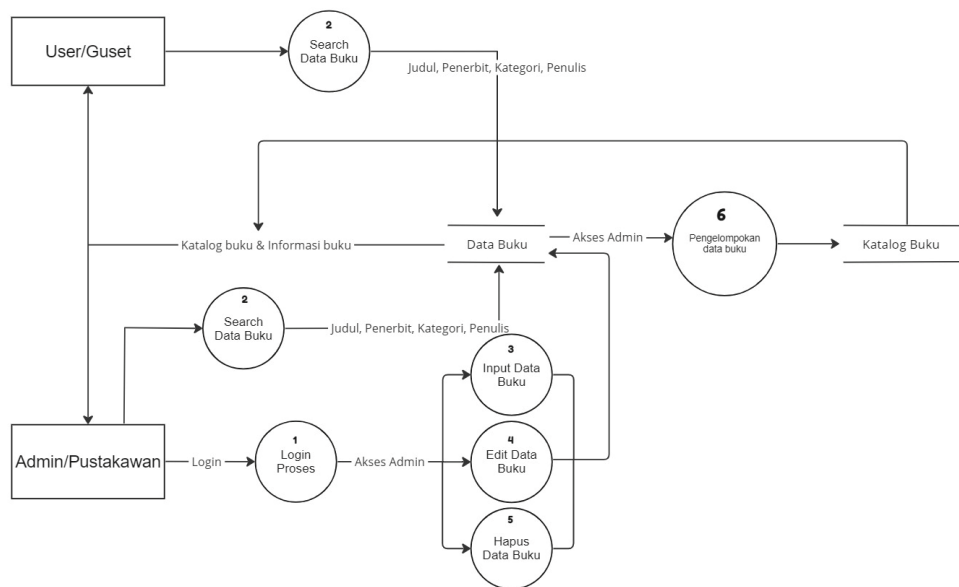 User/Guset
2
Search
Data Buku
Judul, Penerbit, Kategori, Penulis
Katalog buku & Informasi buku
Data Buku
Akses Admin
6
Pengelompokan
data buku
Katalog Buku
2
Search
Data Buku
Judul, Penerbit, Kategori, Penulis
3
Input Data
Buku
Admin/Pustakawan
Login
1
Login
Proses
Akses Admin
4
Edit Data
Buku
5
Hapus
Data Buku